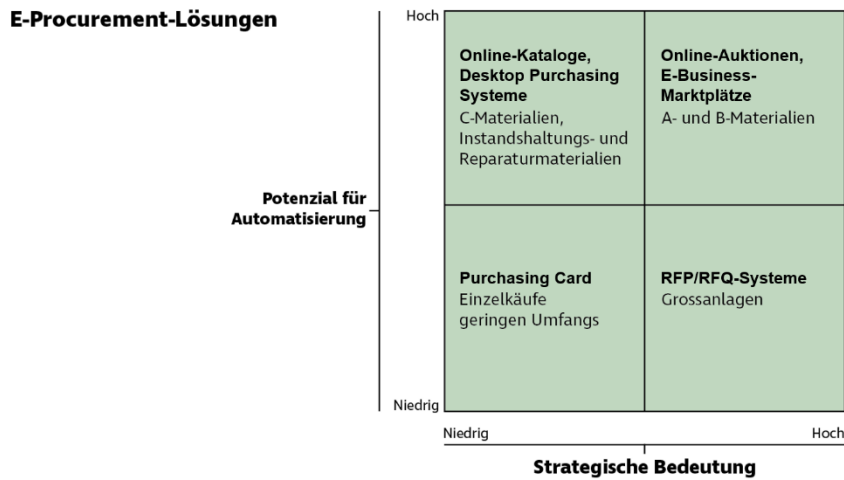 E-Procurement-Lösungen
Hoch
Online-Kataloge,
Desktop Purchasing
Systeme
C-Materialien,
Instandshaltungs- und
Reparaturmaterialien
Online-Auktionen,
E-Business-
Marktplätze
A- und B-Materialien
Potenzial für
Automatisierung
Purchasing Card
Einzelkäufe
geringen Umfangs
RFP/RFQ-Systeme
Grossanlagen
Niedrig
Niedrig
Hoch
Strategische Bedeutung